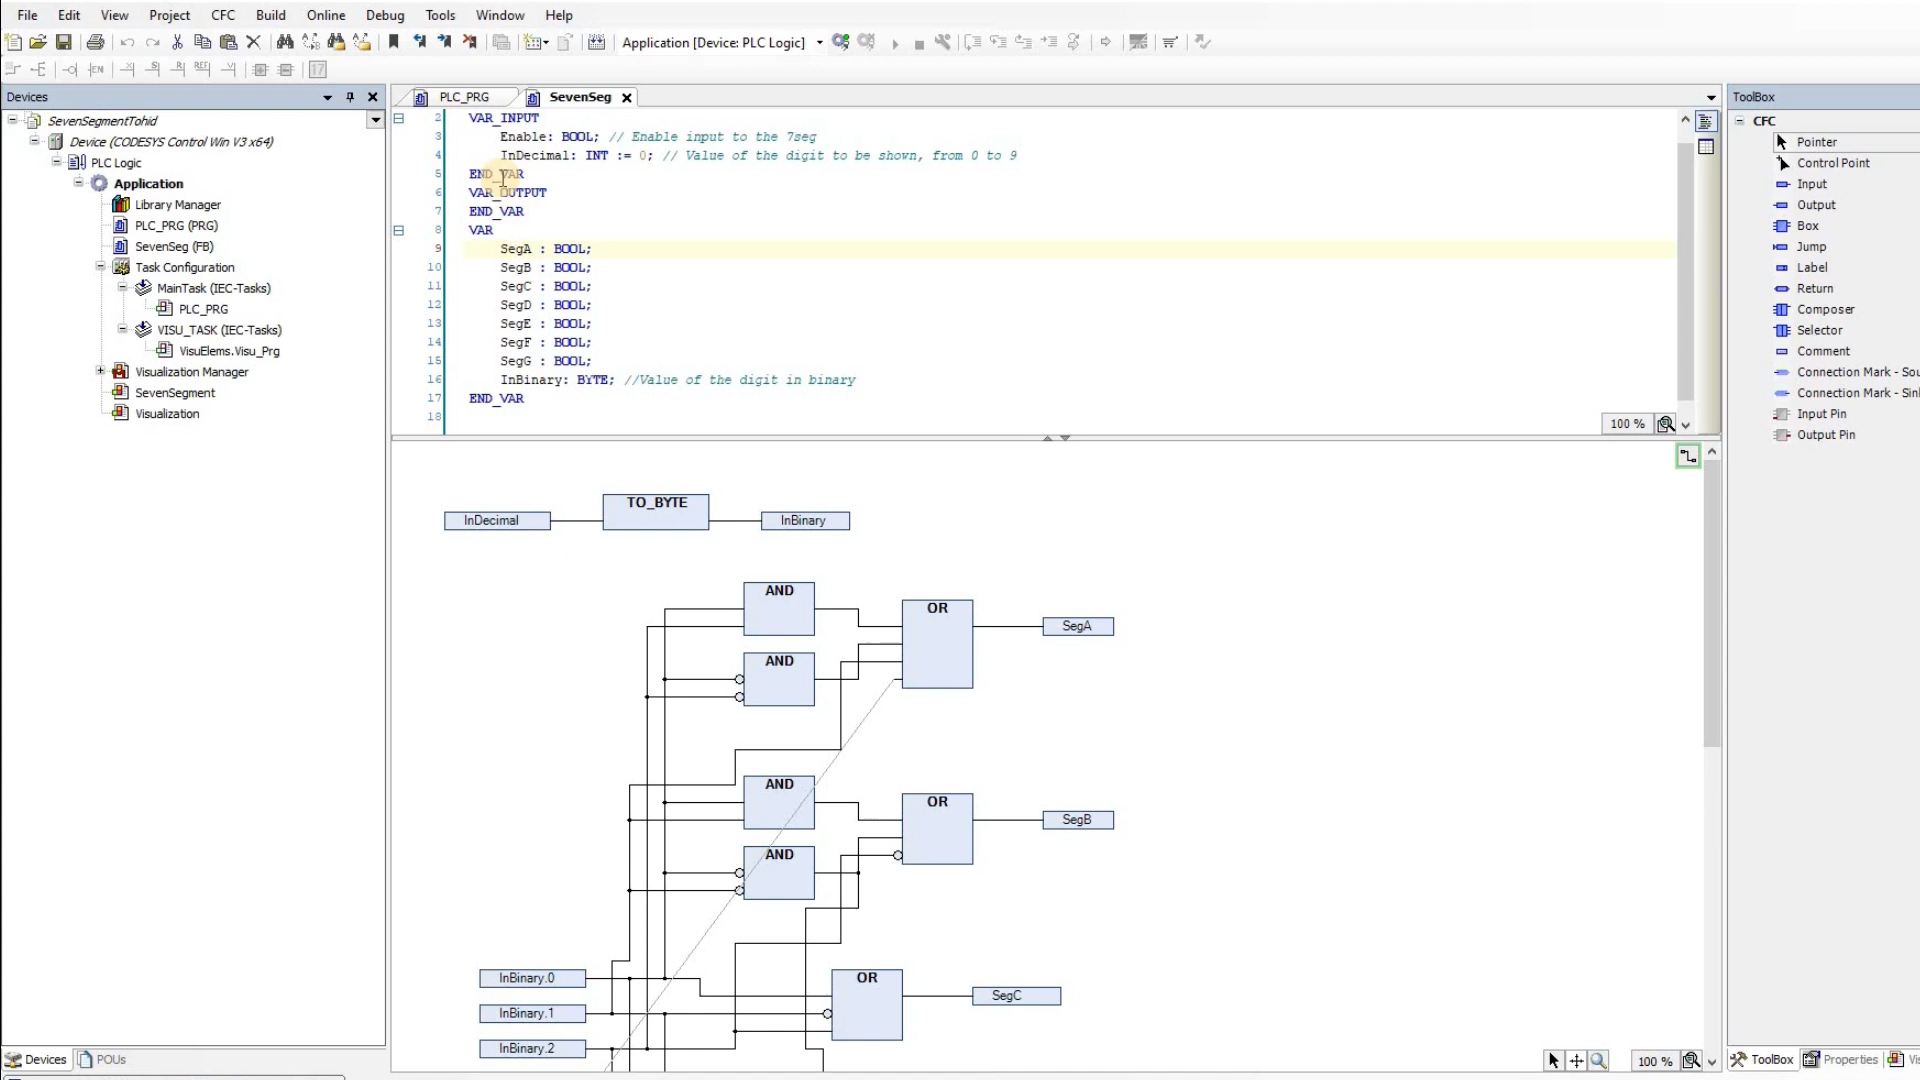 File Edit View Project CFC Build Online Debug Tools Window Help
Application [Device: PLC Logic]
Devices
SevenSegmentTohid
Device (CODESYS Control Win V3 x64)
PLC Logic
Application
Library Manager
PLC_PRG (PRG)
SevenSeg (FB)
Task Configuration
MainTask (IEC-Tasks)
PLC_PRG
VISU_TASK (IEC-Tasks)
VisuElems.Visu_Prg
Visualization Manager
SevenSegment
Visualization
Devices POUs
PLC_PRG SevenSeg
2 VAR_INPUT
3 Enable: BOOL; // Enable input to the 7seg
4 InDecimal: INT := 0; // Value of the digit to be shown, from 0 to 9
5 END_VAR
6 VAR_OUTPUT
7 END_VAR
8 VAR
9 SegA : BOOL;
10 SegB : BOOL;
11 SegC : BOOL;
12 SegD : BOOL;
13 SegE : BOOL;
14 SegF : BOOL;
15 SegG : BOOL;
16 InBinary: BYTE; //Value of the digit in binary
17 END_VAR
18
100 %
TO_BYTE
InDecimal InBinary
AND
OR
SegA
AND
AND
OR
SegB
AND
InBinary.0
OR
SegC
InBinary.1
InBinary.2
100 %
ToolBox
CFC
Pointer
Control Point
Input
Output
Box
Jump
Label
Return
Composer
Selector
Comment
Connection Mark - Sou
Connection Mark - Sin
Input Pin
Output Pin
ToolBox Properties Vis